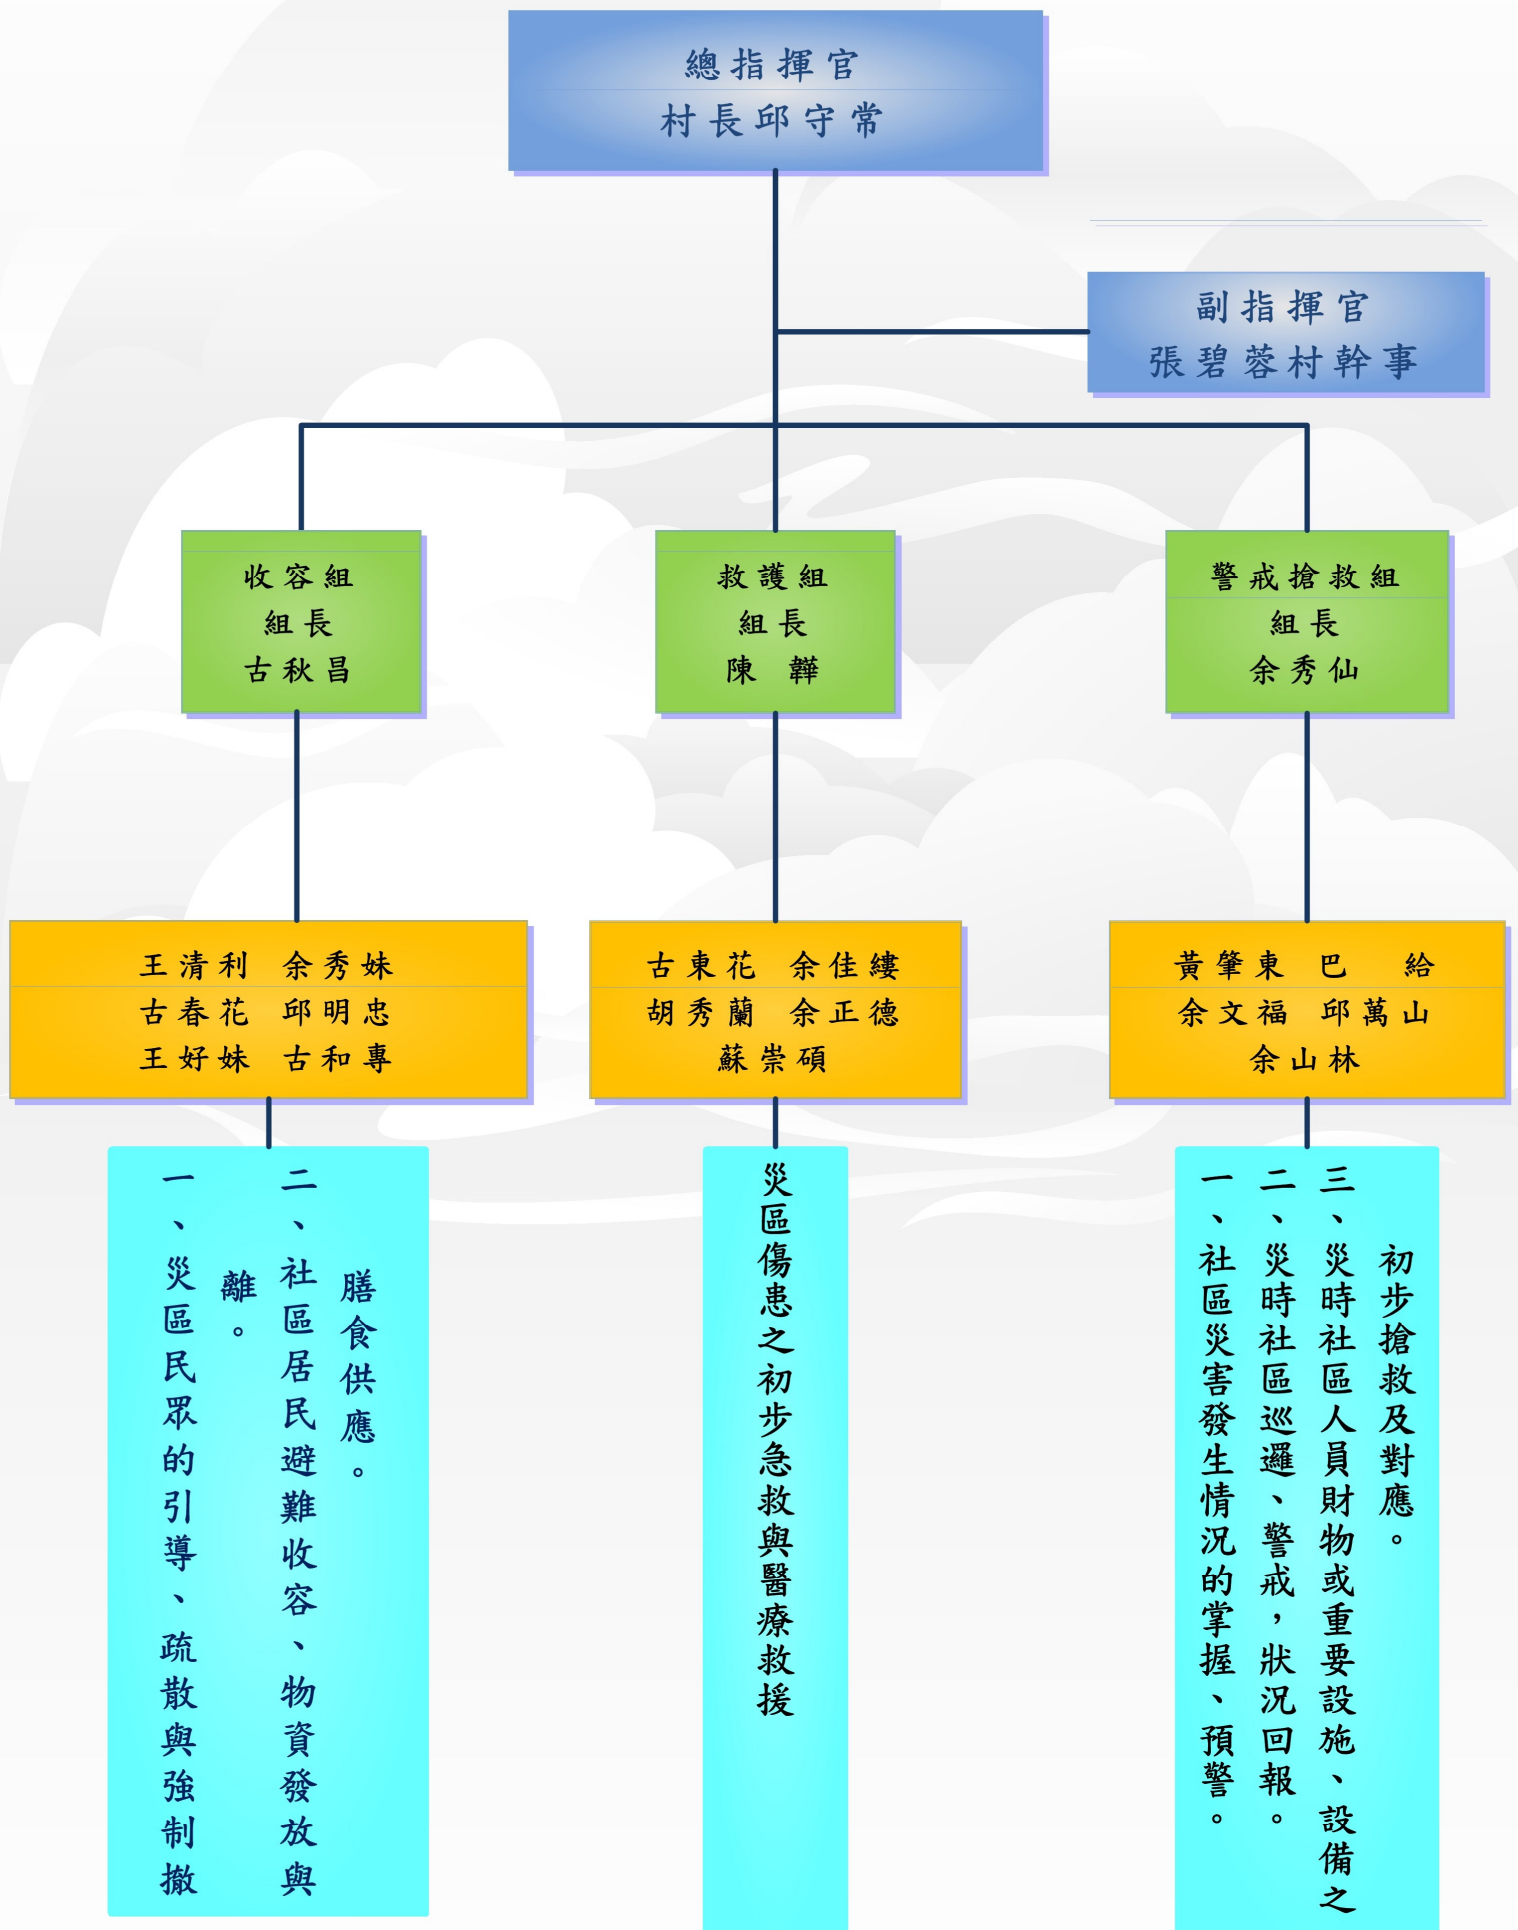 總指揮官
村長邱守常
副指揮官
張碧蓉村幹事
收容組
組長
古秋昌
救護組
組長
陳 韡
警戒搶救組
組長
余秀仙
王清利 余秀妹
古春花 邱明忠
王好妹 古和專
古東花 余佳縷
胡秀蘭 余正德
蘇崇碩
黃肇東 巴 給
余文福 邱萬山
余山林
一、災區民眾的引導、疏散與強制撤
離。
二、社區居民避難收容、物資發放與
膳食供應。
災區傷患之初步急救與醫療救援
一、社區災害發生情況的掌握、預警。
二、災時社區巡邏、警戒，狀況回報。
三、災時社區人員財物或重要設施、設備之
初步搶救及對應。